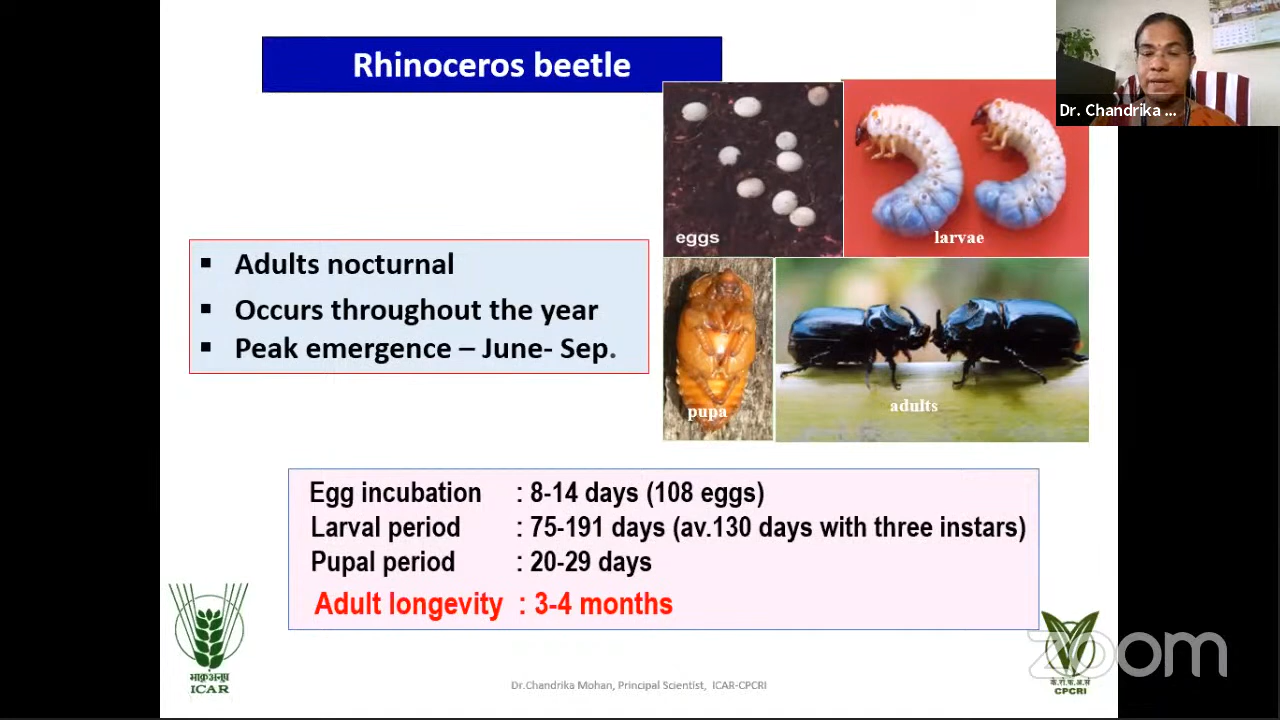 Rhinoceros beetle
Dr. Chandrika ...
eggs
larvae
▪ Adults nocturnal
▪ Occurs throughout the year
▪ Peak emergence – June- Sep.
pupa
adults
Egg incubation : 8-14 days (108 eggs)
Larval period : 75-191 days (av.130 days with three instars)
Pupal period : 20-29 days
Adult longevity : 3-4 months
zoom
भाकृअनुप
ICAR
Dr.Chandrika Mohan, Principal Scientist, ICAR-CPCRI
CPCRI